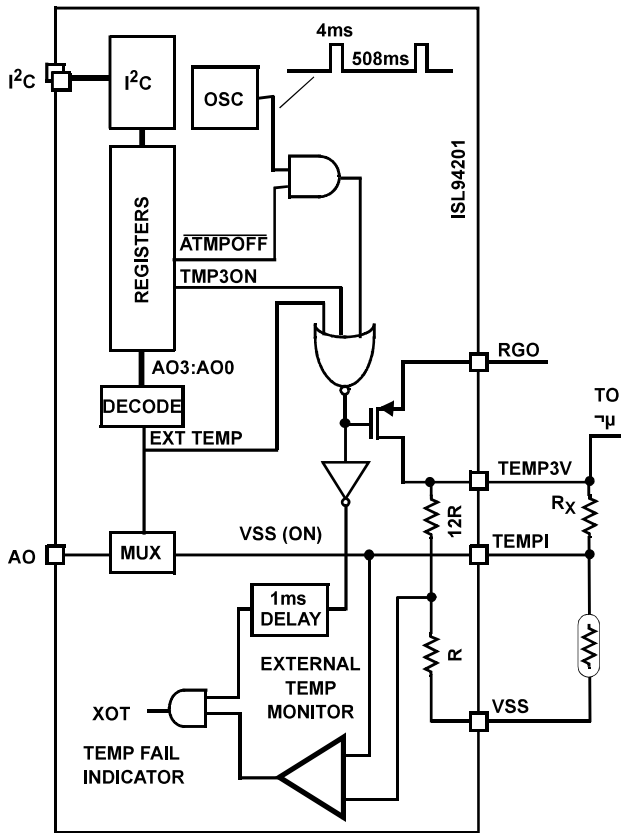 4ms
508ms
I²C
I²C
OSC
ISL94201
REGISTERS
ATMPOFF
TMP3ON
AO3:AO0
RGO
DECODE
TO
¬µ
EXT TEMP
TEMP3V
12R
RX
VSS (ON)
AO
MUX
TEMPI
1ms
DELAY
R
EXTERNAL
TEMP
MONITOR
XOT
VSS
TEMP FAIL
INDICATOR